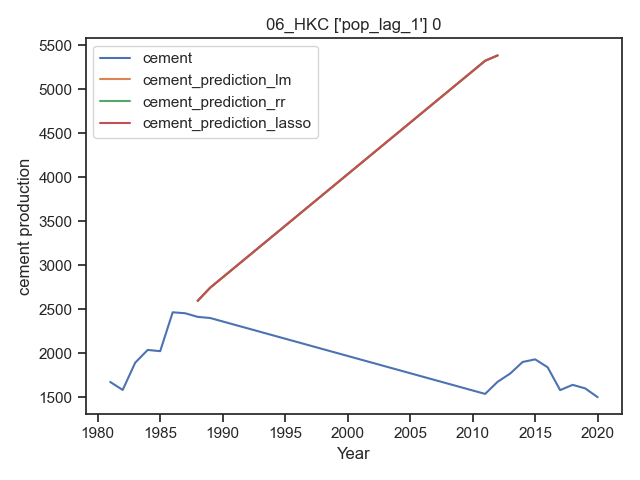 06_HKC ['pop_lag_1'] 0
cement
cement_prediction_lm
cement_prediction_rr
cement_prediction_lasso
cement production
5500
5000
4500
4000
3500
3000
2500
2000
1500
1980 1985 1990 1995 2000 2005 2010 2015 2020
Year